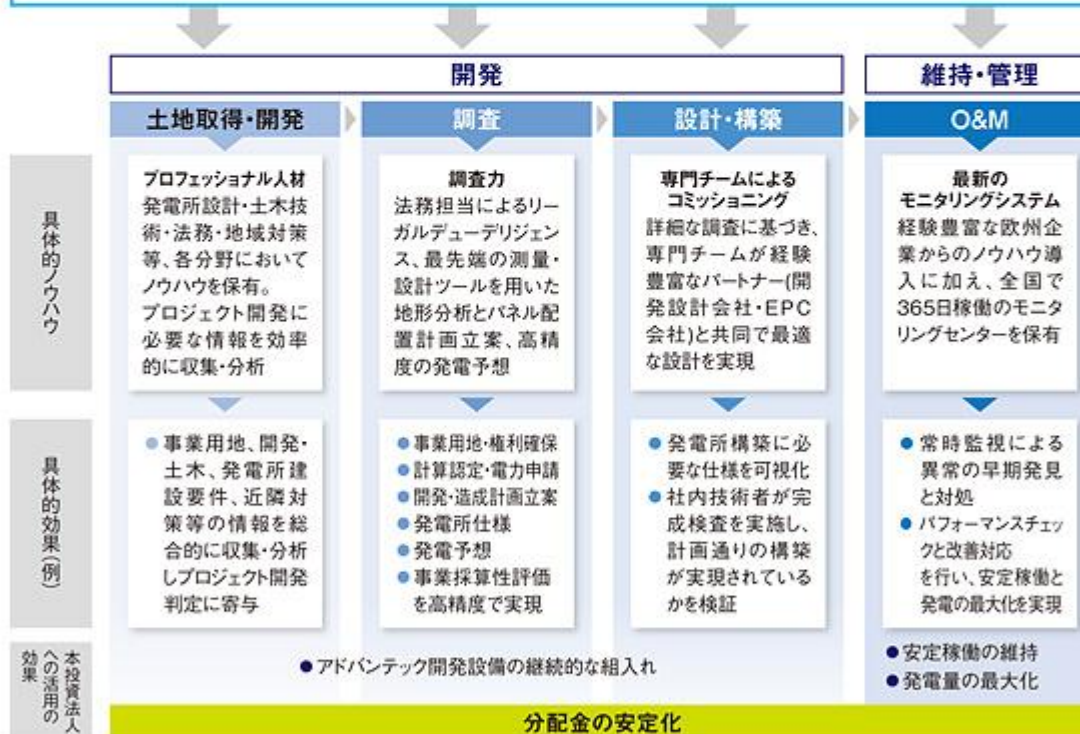 開発
維持・管理
土地取得・開発
調査
設計・構築
O&M
具体的ノウハウ
プロフェッショナル人材
発電所設計・土木技
術・法務・地域対策
等、各分野において
ノウハウを保有。
プロジェクト開発に
必要な情報を効率
的に収集・分析
調査力
法務担当によるリー
ガルデューデリジェン
ス、最先端の測量・
設計ツールを用いた
地形分析とパネル配
置計画立案、高精
度の発電予想
専門チームによる
コミッショニング
詳細な調査に基づき、
専門チームが経験
豊富なパートナー(開
発設計会社・EPC
会社)と共同で最適
な設計を実現
最新の
モニタリングシステム
経験豊富な欧州企
業からのノウハウ導
入に加え、全国で
365日稼働のモニタ
リングセンターを保有
具体的効果(例)
●事業用地、開発・
土木、発電所建
設要件、近隣対
策等の情報を総
合的に収集・分析
しプロジェクト開発
判定に寄与
●事業用地・権利確保
●計算認定・電力申請
●開発・造成計画立案
●発電所仕様
●発電予想
●事業採算性評価
を高精度で実現
●発電所構築に必
要な仕様を可視化
●社内技術者が完
成検査を実施し、
計画通りの構築
が実現されている
かを検証
●常時監視による
異常の早期発見
と対処
●パフォーマンスチェッ
クと改善対応
を行い、安定稼働と
発電の最大化を実現
本投資法人
への活用の
効果
●アドバンテック開発設備の継続的な組入れ
●安定稼働の維持
●発電量の最大化
分配金の安定化